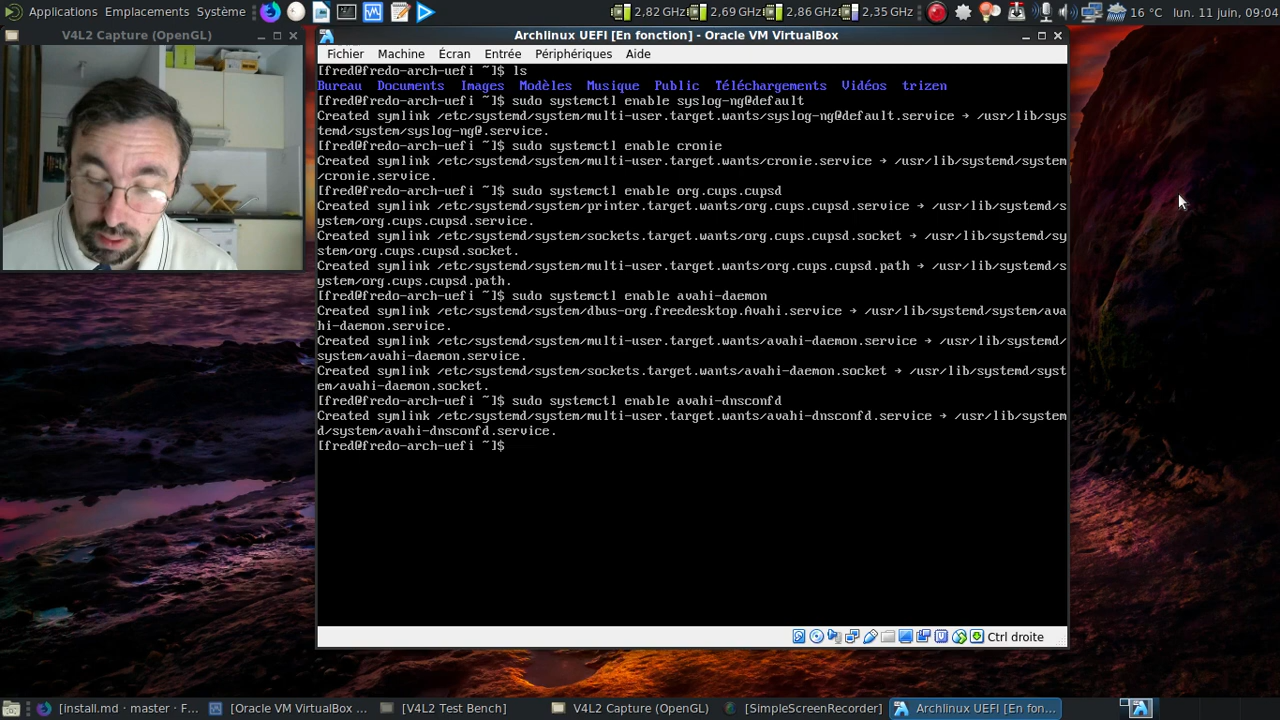 Applications Emplacements Système 2,82 GHz 2,69 GHz 2,86 GHz 2,35 GHz 16 °C lun. 11 juin, 09:04
V4L2 Capture (OpenGL)
Archlinux UEFI [En fonction] - Oracle VM VirtualBox
Fichier Machine Écran Entrée Périphériques Aide
[fred@fredo-arch-uefi ~]$ ls
Bureau Documents Images Modèles Musique Public Téléchargements Vidéos trizen
[fred@fredo-arch-uefi ~]$ sudo systemctl enable syslog-ng@default
Created symlink /etc/systemd/system/multi-user.target.wants/syslog-ng@default.service → /usr/lib/sys
temd/system/syslog-ng@.service.
[fred@fredo-arch-uefi ~]$ sudo systemctl enable cronie
Created symlink /etc/systemd/system/multi-user.target.wants/cronie.service → /usr/lib/systemd/system
/cronie.service.
[fred@fredo-arch-uefi ~]$ sudo systemctl enable org.cups.cupsd
Created symlink /etc/systemd/system/printer.target.wants/org.cups.cupsd.service → /usr/lib/systemd/s
ystem/org.cups.cupsd.service.
Created symlink /etc/systemd/system/sockets.target.wants/org.cups.cupsd.socket → /usr/lib/systemd/sy
stem/org.cups.cupsd.socket.
Created symlink /etc/systemd/system/multi-user.target.wants/org.cups.cupsd.path → /usr/lib/systemd/s
ystem/org.cups.cupsd.path.
[fred@fredo-arch-uefi ~]$ sudo systemctl enable avahi-daemon
Created symlink /etc/systemd/system/dbus-org.freedesktop.Avahi.service → /usr/lib/systemd/system/ava
hi-daemon.service.
Created symlink /etc/systemd/system/multi-user.target.wants/avahi-daemon.service → /usr/lib/systemd/
system/avahi-daemon.service.
Created symlink /etc/systemd/system/sockets.target.wants/avahi-daemon.socket → /usr/lib/systemd/syst
em/avahi-daemon.socket.
[fred@fredo-arch-uefi ~]$ sudo systemctl enable avahi-dnsconfd
Created symlink /etc/systemd/system/multi-user.target.wants/avahi-dnsconfd.service → /usr/lib/system
d/system/avahi-dnsconfd.service.
[fred@fredo-arch-uefi ~]$
Ctrl droite
[install.md · master · F... [Oracle VM VirtualBox ... [V4L2 Test Bench] V4L2 Capture (OpenGL) [SimpleScreenRecorder] Archlinux UEFI [En fon...